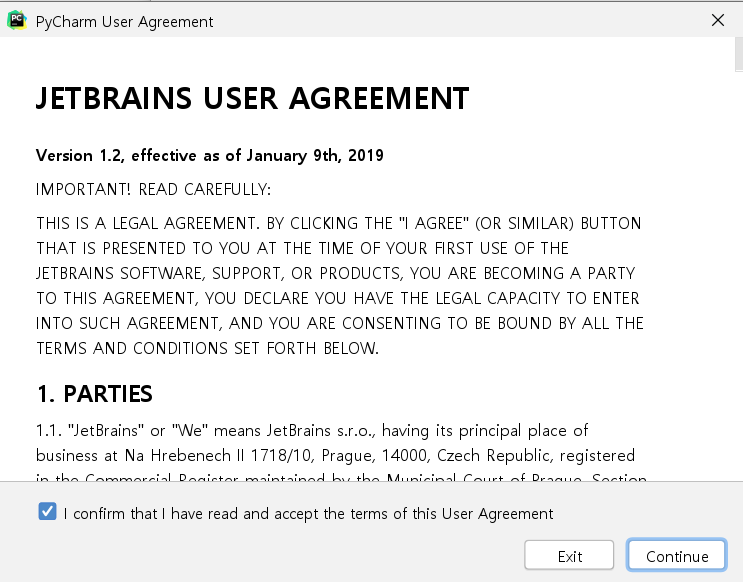 PC
PyCharm User Agreement
JETBRAINS USER AGREEMENT
Version 1.2, effective as of January 9th, 2019
IMPORTANT! READ CAREFULLY:
THIS IS A LEGAL AGREEMENT. BY CLICKING THE "I AGREE" (OR SIMILAR) BUTTON
THAT IS PRESENTED TO YOU AT THE TIME OF YOUR FIRST USE OF THE
JETBRAINS SOFTWARE, SUPPORT, OR PRODUCTS, YOU ARE BECOMING A PARTY
TO THIS AGREEMENT, YOU DECLARE YOU HAVE THE LEGAL CAPACITY TO ENTER
INTO SUCH AGREEMENT, AND YOU ARE CONSENTING TO BE BOUND BY ALL THE
TERMS AND CONDITIONS SET FORTH BELOW.
1. PARTIES
1.1. "JetBrains" or "We" means JetBrains s.r.o., having its principal place of
business at Na Hrebenech II 1718/10, Prague, 14000, Czech Republic, registered
in the Commercial Register maintained by the Municipal Court of Prague, Section
I confirm that I have read and accept the terms of this User Agreement
Exit
Continue